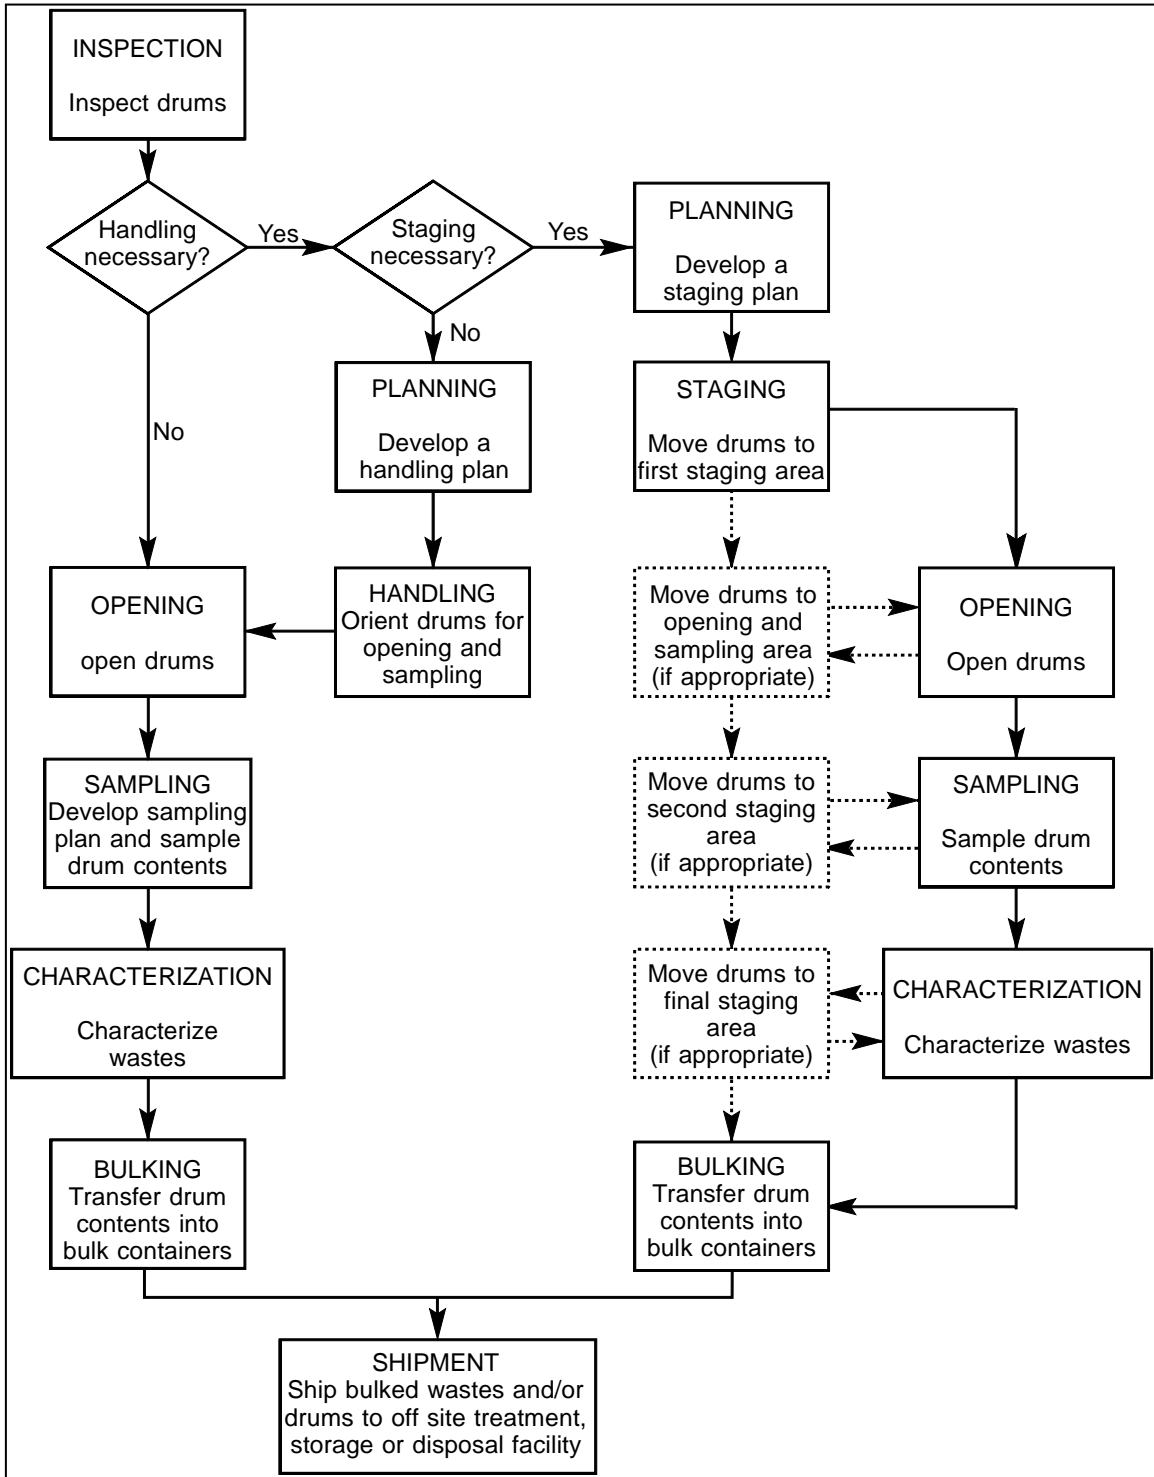 INSPECTION
Inspect drums
Handling
necessary?
Yes
Staging
necessary?
Yes
PLANNING
Develop a
staging plan
No
PLANNING
Develop a
handling plan
STAGING
Move drums to
first staging area
No
OPENING
open drums
HANDLING
Orient drums for
opening and
sampling
Move drums to
opening and
sampling area
(if appropriate)
OPENING
Open drums
SAMPLING
Develop sampling
plan and sample
drum contents
Move drums to
second staging
area
(if appropriate)
SAMPLING
Sample drum
contents
CHARACTERIZATION
Characterize
wastes
Move drums to
final staging
area
(if appropriate)
CHARACTERIZATION
Characterize wastes
BULKING
Transfer drum
contents into
bulk containers
BULKING
Transfer drum
contents into
bulk containers
SHIPMENT
Ship bulked wastes and/or
drums to off site treatment,
storage or disposal facility